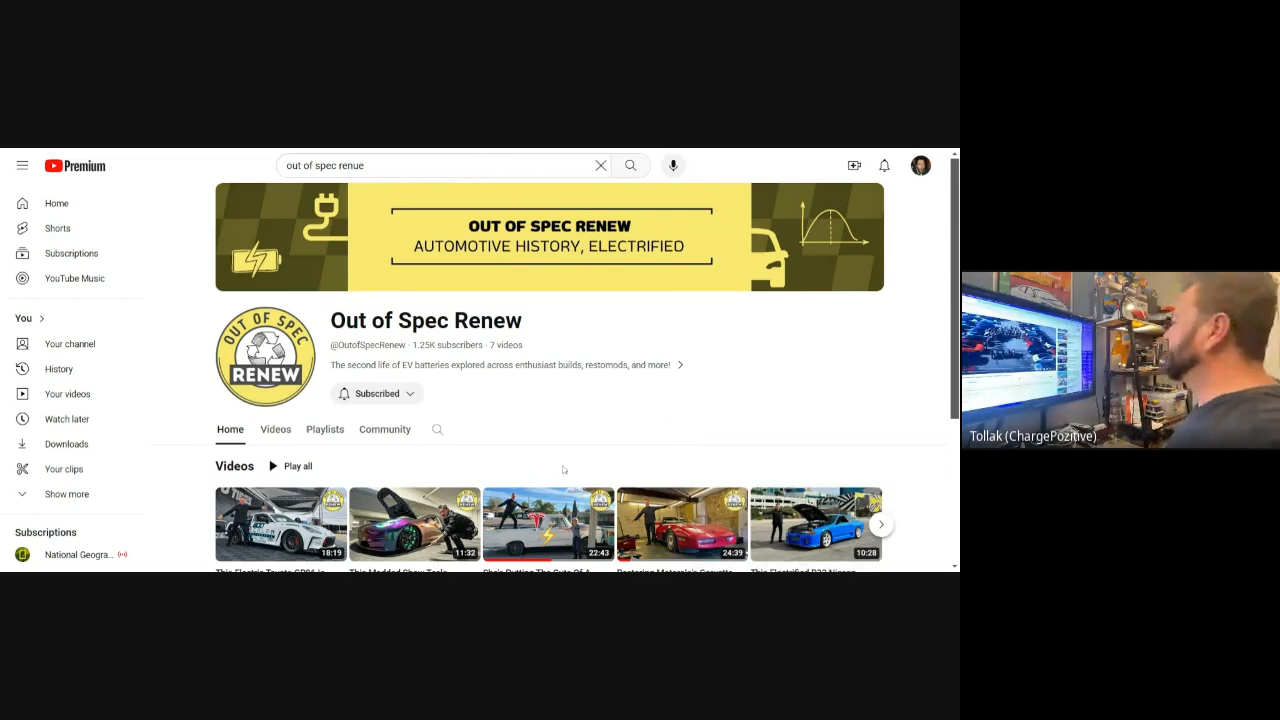 Premium
out of spec renue
Home
Shorts
Subscriptions
YouTube Music
You
Your channel
History
Your videos
Watch later
Downloads
Your clips
Show more
Subscriptions
National Geogra...
OUT OF SPEC RENEW
AUTOMOTIVE HISTORY, ELECTRIFIED
OUT OF SPEC
RENEW
Out of Spec Renew
@OutofSpecRenew · 1.25K subscribers · 7 videos
The second life of EV batteries explored across enthusiast builds, restomods, and more!
Subscribed
Home Videos Playlists Community
Videos Play all
18:19 11:32 22:43 24:39 10:28
Tollak (ChargePozitive)